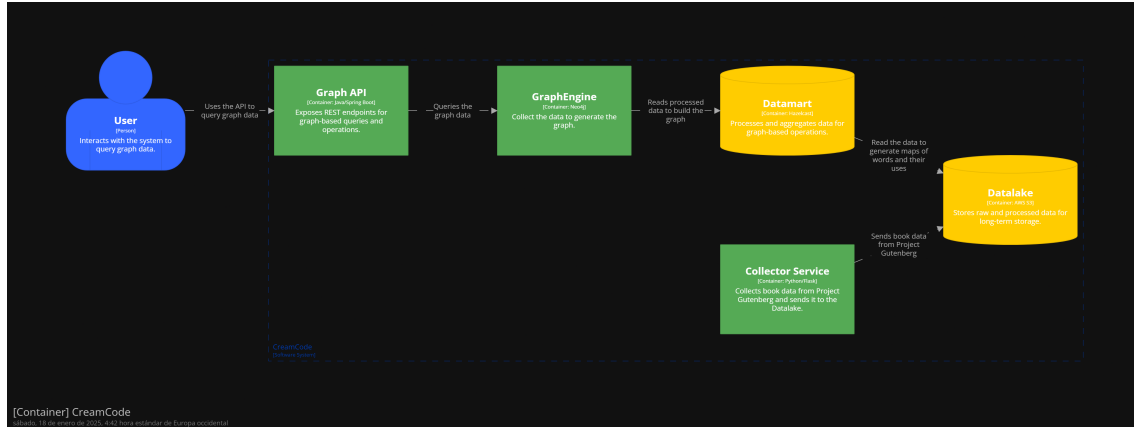 User
[Person]
Interacts with the system to
query graph data.
Uses the API to
query graph data
Graph API
[Container: Java/Spring Boot]
Exposes REST endpoints for
graph-based queries and
operations.
Queries the
graph data
GraphEngine
[Container: Neo4j]
Collect the data to generate the
graph.
Reads processed
data to build the
graph
Datamart
[Container: Hazelcast]
Processes and aggregates data for
graph-based operations.
Read the data to
generate maps of
words and their
uses
Datalake
[Container: AWS S3]
Stores raw and processed data for
long-term storage.
Sends book data
from Project
Gutenberg
Collector Service
[Container: Python/Flask]
Collects book data from Project
Gutenberg and sends it to the
Datalake.
CreamCode
[Software System]
[Container] CreamCode
sábado, 18 de enero de 2025, 4:42 hora estándar de Europa occidental